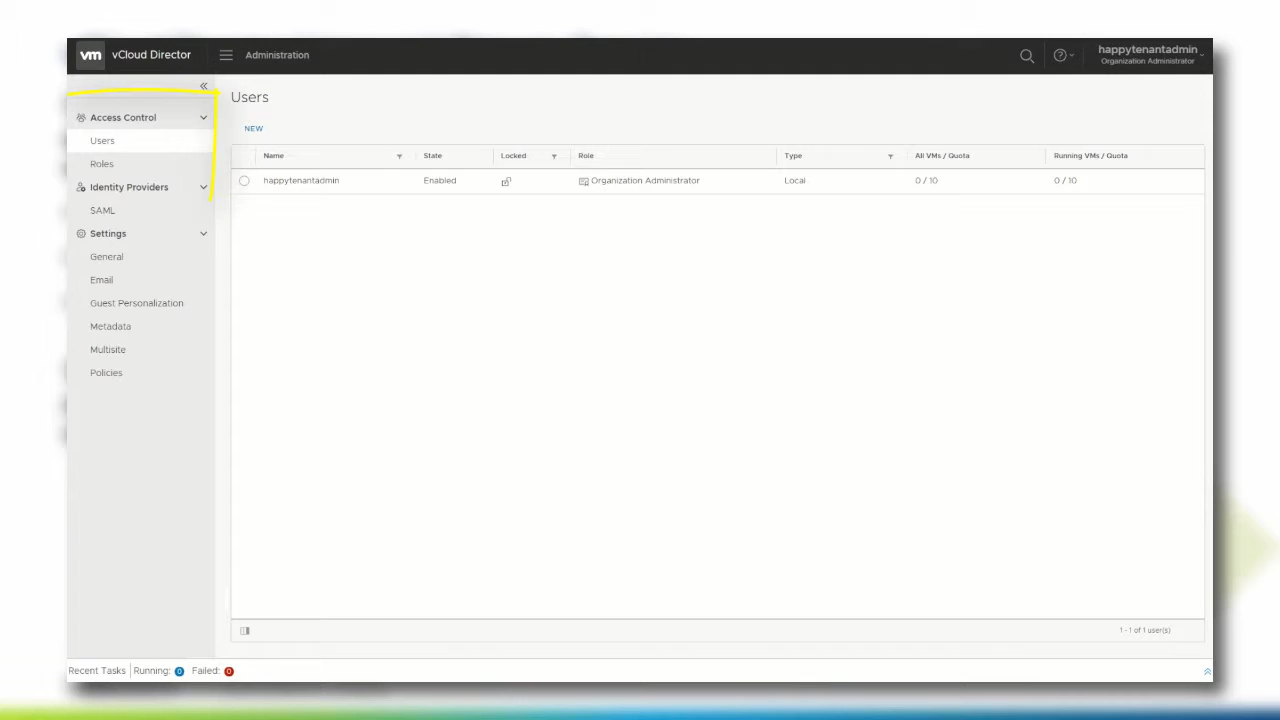 vm vCloud Director Administration happytenantadmin
Organization Administrator
Users
Access Control
Users
Roles
Identity Providers
SAML
Settings
General
Email
Guest Personalization
Metadata
Multisite
Policies
NEW
Name State Locked Role Type All VMs / Quota Running VMs / Quota
happytenantadmin Enabled Organization Administrator Local 0 / 10 0 / 10
1 - 1 of 1 user(s)
Recent Tasks Running: 0 Failed: 0